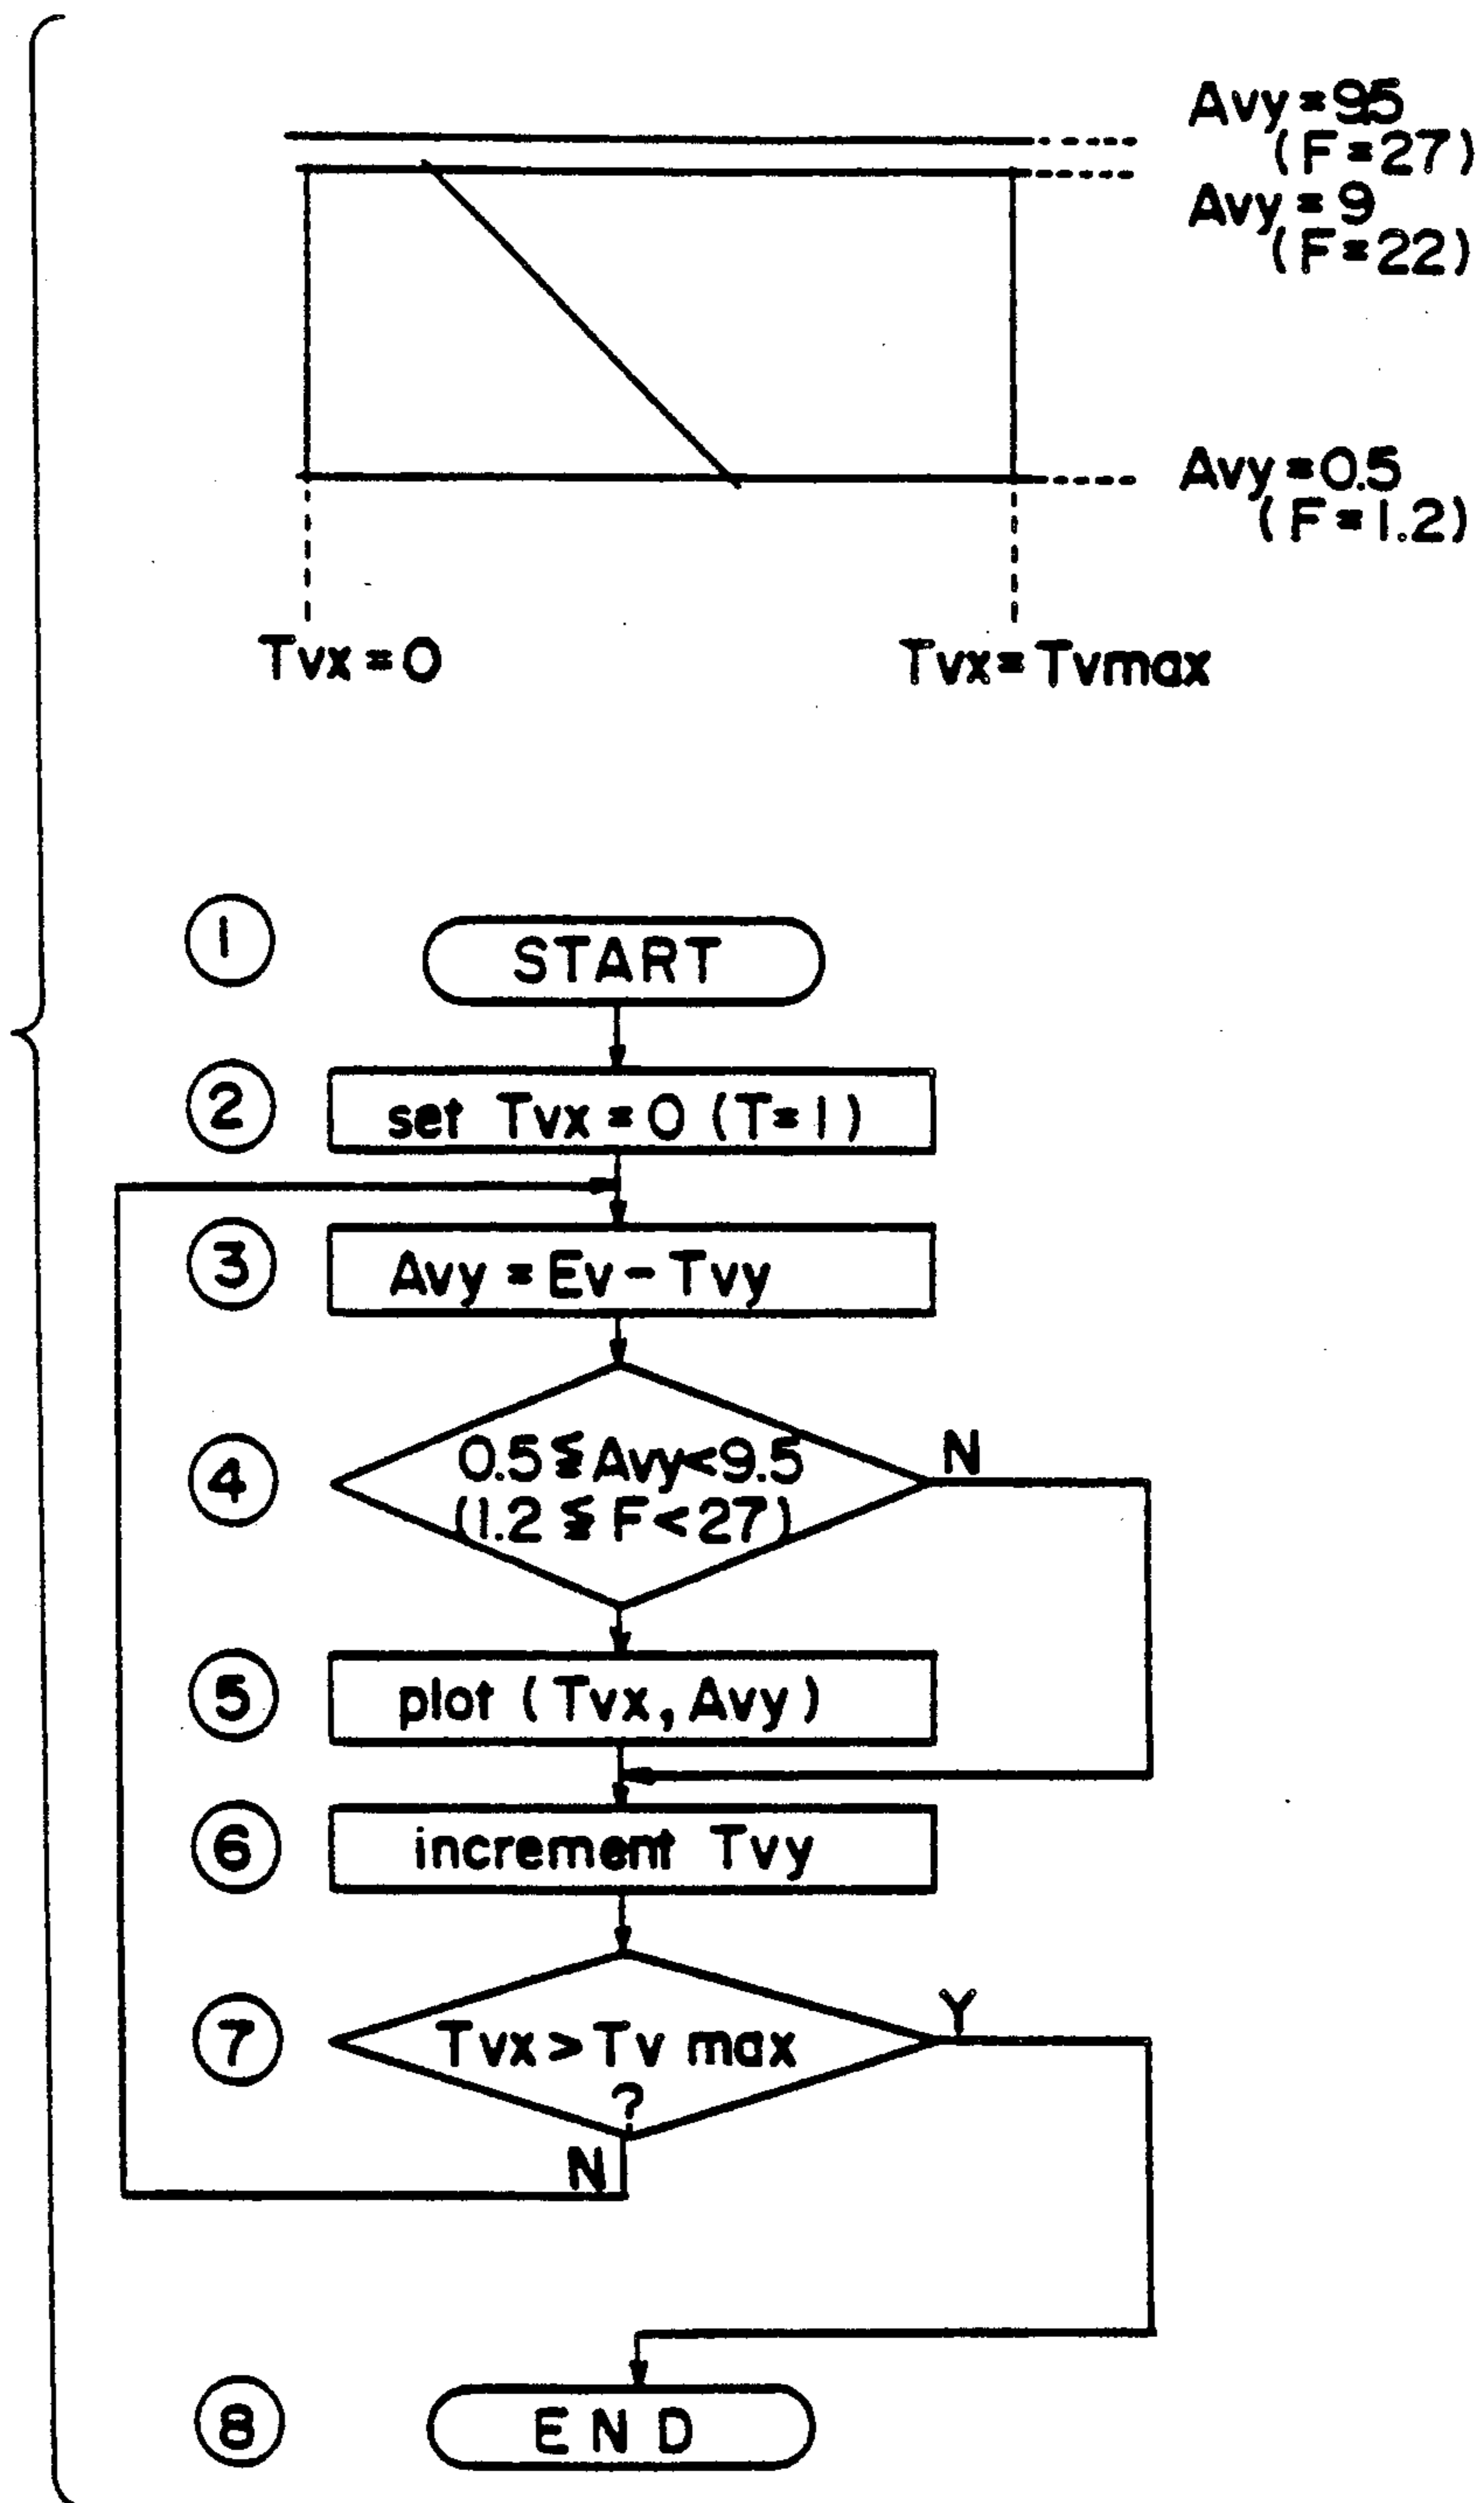 Avy=95
(F=27)
Avy=9
(F=22)
Avy=0.5
(F=1.2)
Tvx=0 Tvx=Tvmax
① START
② set Tvx=0 (T=1)
③ Avy=Ev-Tvy
④ 0.5≦Avy<9.5
(1.2≦F<27)
N
⑤ plot (Tvx, Avy)
⑥ increment Tvy
⑦ Tvx>Tv max
?
Y
N
⑧ END